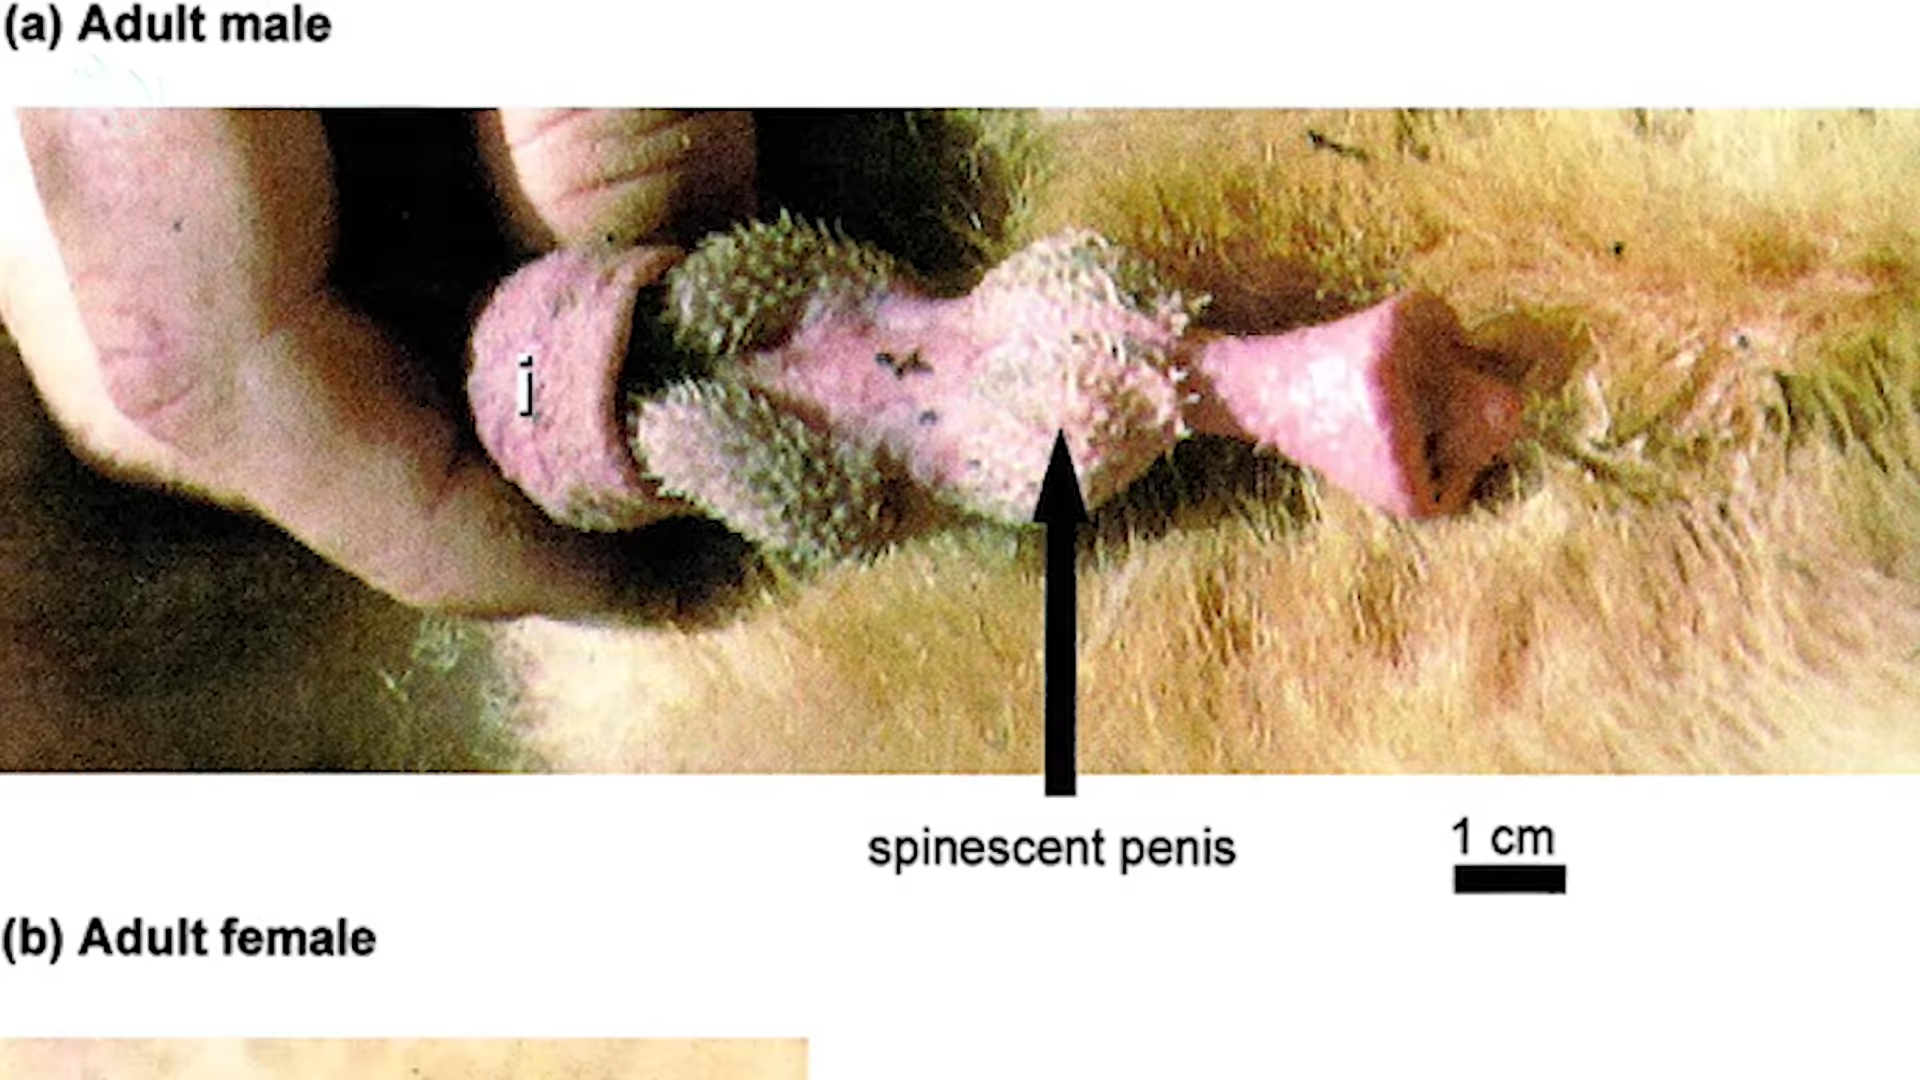 (a) Adult male
j
spinescent penis
1 cm
(b) Adult female